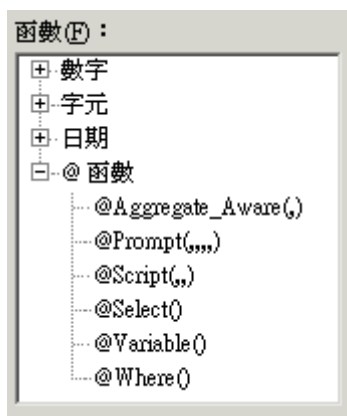 函數(F)：
數字
字元
日期
@ 函數
@Aggregate_Aware(,)
@Prompt(,,,,)
@Script(,,)
@Select()
@Variable()
@Where()